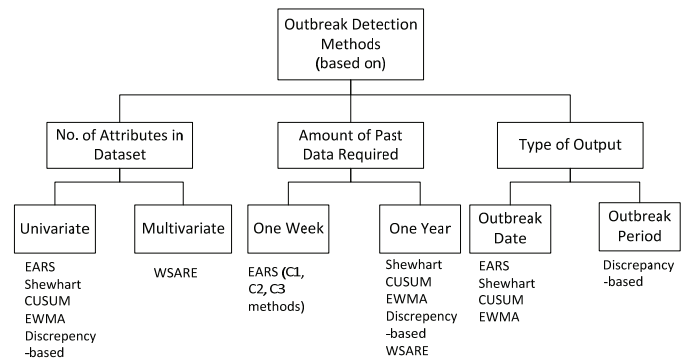 Outbreak Detection
Methods
(based on)
No. of Attributes in
Dataset
Amount of Past
Data Required
Type of Output
Univariate
Multivariate
One Week
One Year
Outbreak
Date
Outbreak
Period
EARS
Shewhart
CUSUM
EWMA
Discrepency
-based
WSARE
EARS (C1,
C2, C3
methods)
Shewhart
CUSUM
EWMA
Discrepency
-based
WSARE
EARS
Shewhart
CUSUM
EWMA
Discrepancy
-based